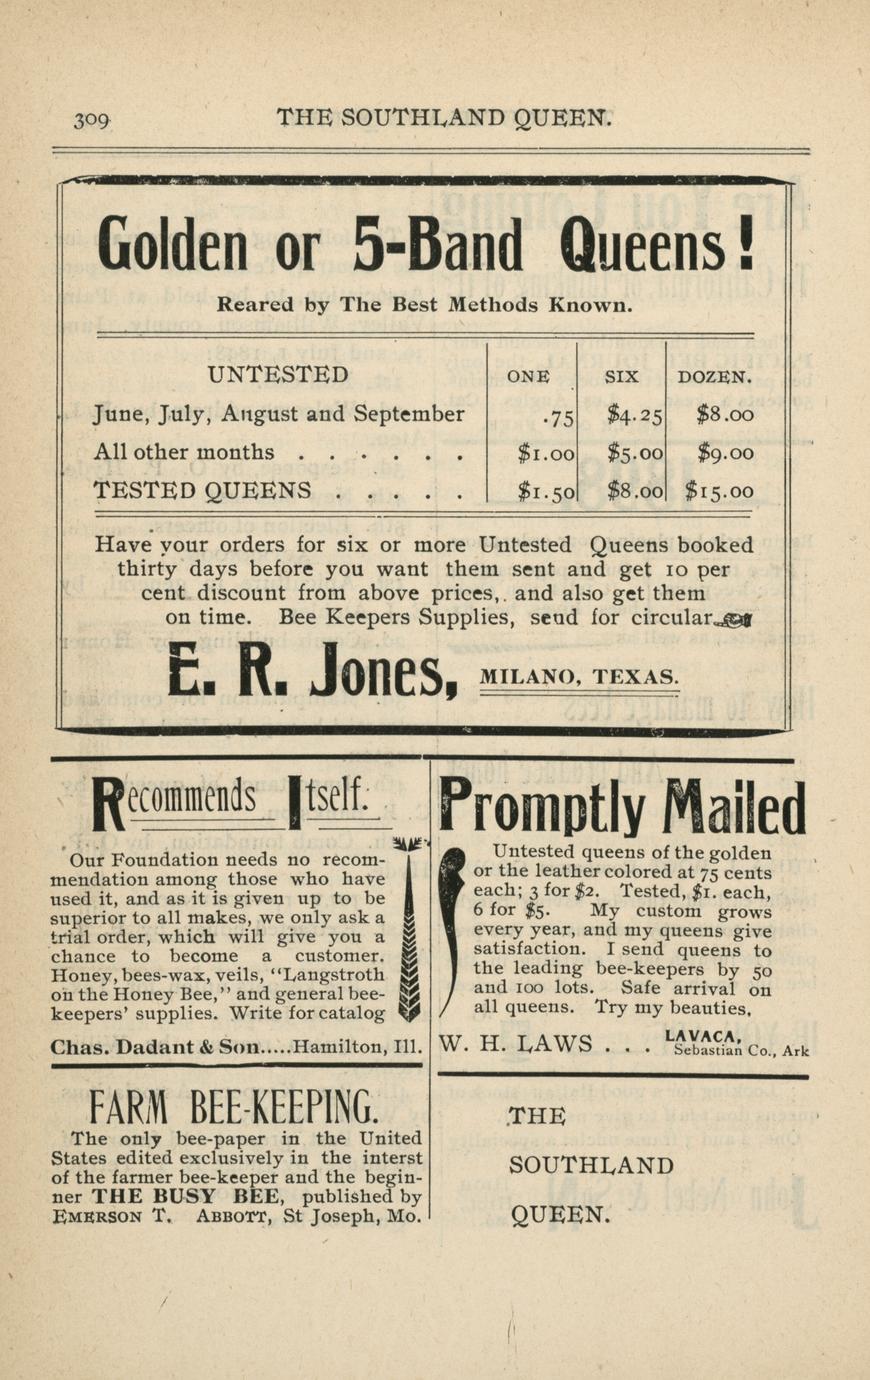 309
THE SOUTHLAND QUEEN.
Golden or 5-Band Queens!
Reared by The Best Methods Known.
UNTESTED ONE SIX DOZEN.
June, July, August and September .75 $4.25 $8.00
All other months . . . . . . $1.00 $5.00 $9.00
TESTED QUEENS . . . . . $1.50 $8.00 $15.00
Have your orders for six or more Untested Queens booked
thirty days before you want them sent and get 10 per
cent discount from above prices, and also get them
on time. Bee Keepers Supplies, send for circular
E. R. Jones, MILANO, TEXAS.
Recommends Itself.
Our Foundation needs no recom-
mendation among those who have
used it, and as it is given up to be
superior to all makes, we only ask a
trial order, which will give you a
chance to become a customer.
Honey, bees-wax, veils, "Langstroth
on the Honey Bee," and general bee-
keepers' supplies. Write for catalog
Chas. Dadant & Son.....Hamilton, Ill.
FARM BEE-KEEPING.
The only bee-paper in the United
States edited exclusively in the interst
of the farmer bee-keeper and the begin-
ner THE BUSY BEE, published by
EMERSON T. ABBOTT, St Joseph, Mo.
Promptly Mailed
Untested queens of the golden
or the leather colored at 75 cents
each; 3 for $2. Tested, $1. each,
6 for $5. My custom grows
every year, and my queens give
satisfaction. I send queens to
the leading bee-keepers by 50
and 100 lots. Safe arrival on
all queens. Try my beauties,
W. H. LAWS . . . LAVACA,
Sebastian Co., Ark
THE
SOUTHLAND
QUEEN.